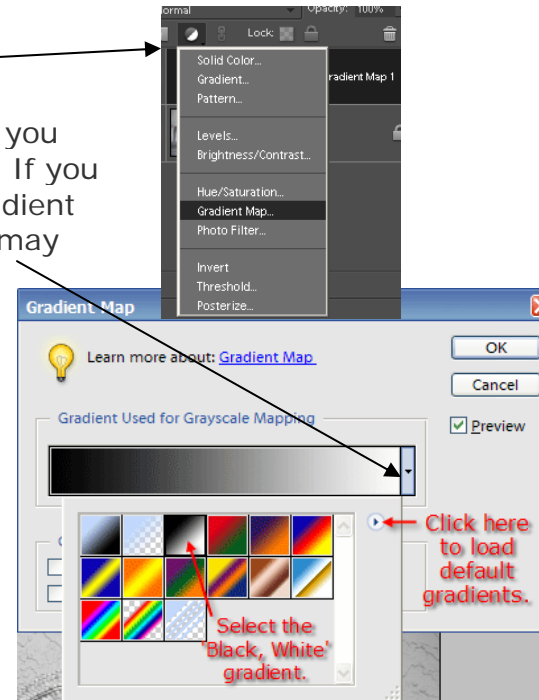 ormal
Opacity: 100%
Lock:
Solid Color...
Gradient...
radient Map 1
Pattern...
Levels...
Brightness/Contrast...
Hue/Saturation...
Gradient Map...
Photo Filter...
Invert
Threshold...
Posterize...
you
If you
dient
may
Gradient Map
Learn more about: Gradient Map
OK
Cancel
Preview
Gradient Used for Grayscale Mapping
Click here
to load
default
gradients.
Select the
'Black, White'
gradient.